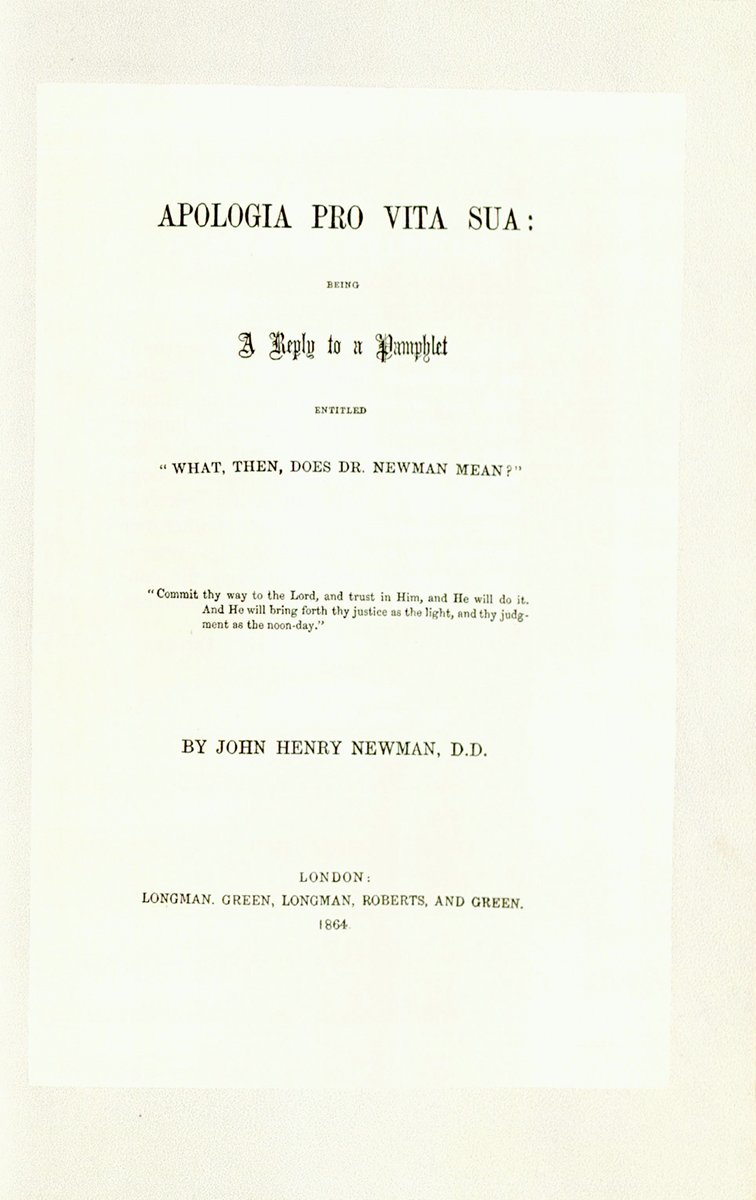 APOLOGIA PRO VITA SUA:
BEING
A Reply to a Pamphlet
ENTITLED
“WHAT, THEN, DOES DR. NEWMAN MEAN?”
“Commit thy way to the Lord, and trust in Him, and He will do it.
And He will bring forth thy justice as the light, and thy judg-
ment as the noon-day.”
BY JOHN HENRY NEWMAN, D.D.
LONDON:
LONGMAN, GREEN, LONGMAN, ROBERTS, AND GREEN.
1864.